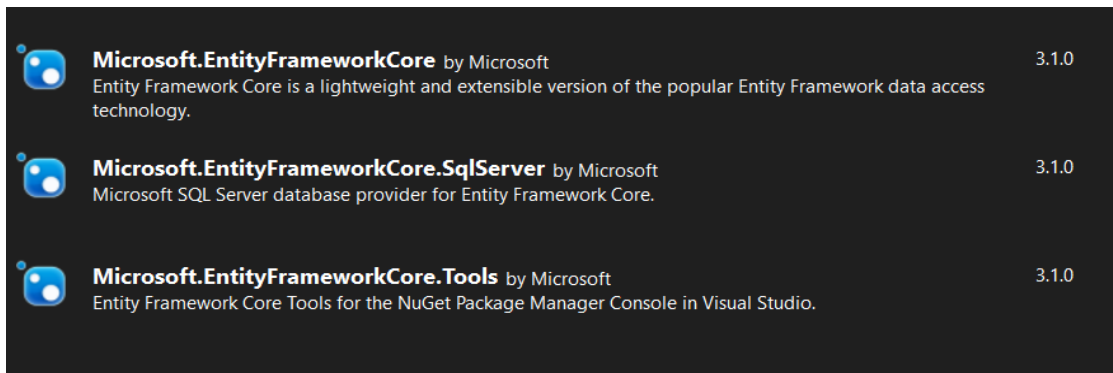 Microsoft.EntityFrameworkCore by Microsoft 3.1.0
Entity Framework Core is a lightweight and extensible version of the popular Entity Framework data access
technology.
Microsoft.EntityFrameworkCore.SqlServer by Microsoft 3.1.0
Microsoft SQL Server database provider for Entity Framework Core.
Microsoft.EntityFrameworkCore.Tools by Microsoft 3.1.0
Entity Framework Core Tools for the NuGet Package Manager Console in Visual Studio.